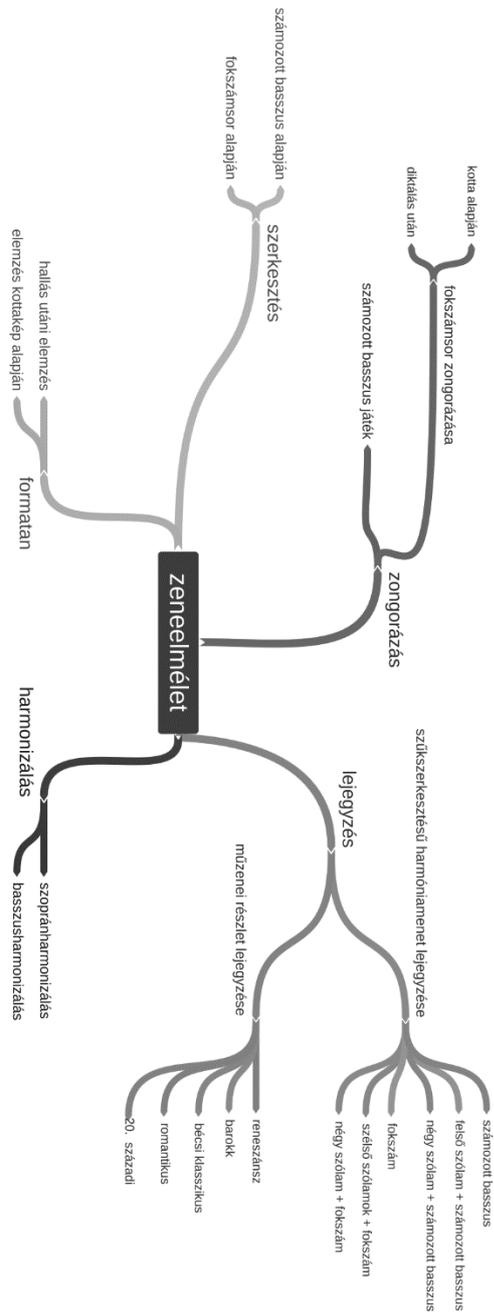 számozott basszus alapján
fokszámsor alapján
szerkesztés
kotta alapján
diktálás után
fokszámsor zongorázása
számozott basszus játék
zongorázás
hallás utáni elemzés
elemzés kottakép alapján
formatan
zeneelmélet
harmonizálás
szopránharmonizálás
basszusharmonizálás
lejegyzés
szűkszerkesztésű harmóniamenet lejegyzése
számozott basszus
felső szólam + számozott basszus
négy szólam + számozott basszus
fokszám
szélső szólamok + fokszám
négy szólam + fokszám
műzenei részlet lejegyzése
reneszánsz
barokk
bécsi klasszikus
romantikus
20. századi